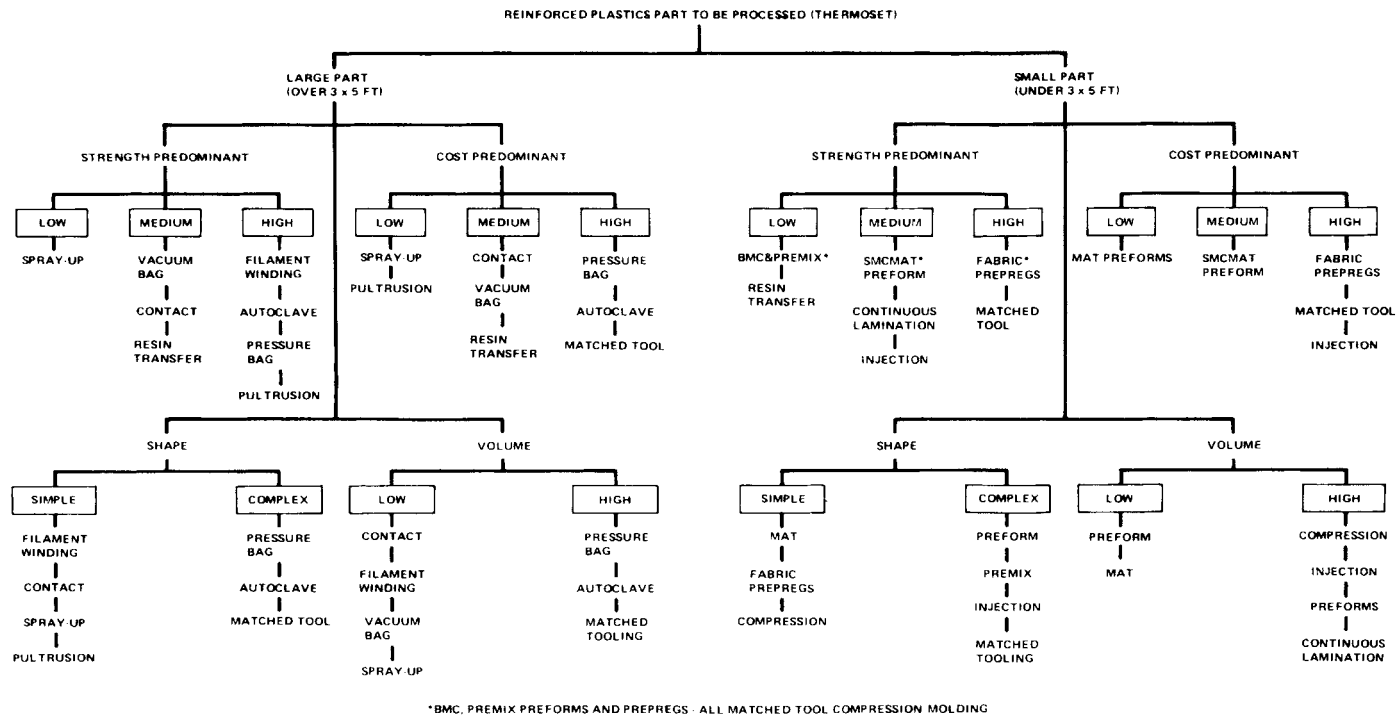 REINFORCED PLASTICS PART TO BE PROCESSED (THERMOSET)
LARGE PART
(OVER 3 x 5 FT)
SMALL PART
(UNDER 3 x 5 FT)
STRENGTH PREDOMINANT
COST PREDOMINANT
STRENGTH PREDOMINANT
COST PREDOMINANT
LOW
MEDIUM
HIGH
LOW
MEDIUM
HIGH
LOW
MEDIUM
HIGH
LOW
MEDIUM
HIGH
SPRAY-UP
VACUUM
BAG
CONTACT
RESIN
TRANSFER
FILAMENT
WINDING
AUTOCLAVE
PRESSURE
BAG
PULTRUSION
SPRAY-UP
PULTRUSION
CONTACT
VACUUM
BAG
RESIN
TRANSFER
PRESSURE
BAG
AUTOCLAVE
MATCHED TOOL
BMC&PREMIX*
RESIN
TRANSFER
SMCMAT*
PREFORM
CONTINUOUS
LAMINATION
INJECTION
FABRIC*
PREPREGS
MATCHED
TOOL
MAT PREFORMS
SMCMAT
PREFORM
FABRIC
PREPREGS
MATCHED TOOL
INJECTION
SHAPE
VOLUME
SHAPE
VOLUME
SIMPLE
COMPLEX
LOW
HIGH
SIMPLE
COMPLEX
LOW
HIGH
FILAMENT
WINDING
CONTACT
SPRAY-UP
PULTRUSION
PRESSURE
BAG
AUTOCLAVE
MATCHED TOOL
CONTACT
FILAMENT
WINDING
VACUUM
BAG
SPRAY-UP
PRESSURE
BAG
AUTOCLAVE
MATCHED
TOOLING
MAT
FABRIC
PREPREGS
COMPRESSION
PREFORM
PREMIX
INJECTION
MATCHED
TOOLING
PREFORM
MAT
COMPRESSION
INJECTION
PREFORMS
CONTINUOUS
LAMINATION
*BMC, PREMIX PREFORMS AND PREPREGS - ALL MATCHED TOOL COMPRESSION MOLDING